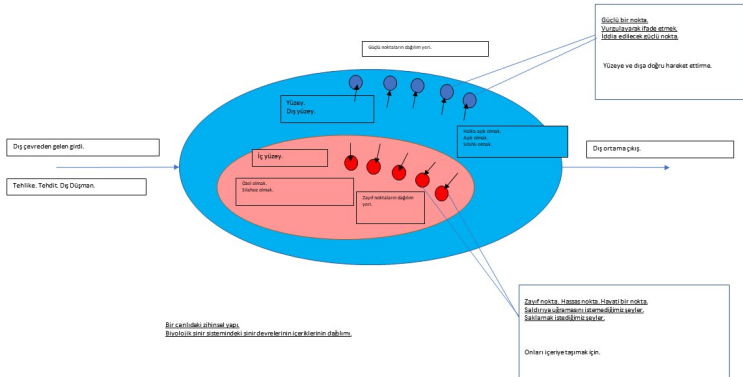 Güçlü bir nokta.
Vurgulayarak ifade etmek.
İddia edilecek güçlü nokta.
Yüzeye ve dışa doğru hareket ettirme.
Güçlü noktaların dağılım yeri.
Yüzey.
Dış yüzey.
Halka açık olmak.
Açık olmak.
Silahlı olmak.
Dış çevreden gelen girdi.
Dış ortama çıkış.
İç yüzey.
Tehlike. Tehdit. Dış Düşman.
Özel olmak.
Silahsız olmak.
Zayıf noktaların dağılım
yeri.
Zayıf nokta. Hassas nokta. Hayati bir nokta.
Saldırıya uğramasını istemediğimiz şeyler.
Saklamak istediğimiz şeyler.
Onları içeriye taşımak için.
Bir canlıdaki zihinsel yapı.
Biyolojik sinir sistemindeki sinir devrelerinin içeriklerinin dağılımı.